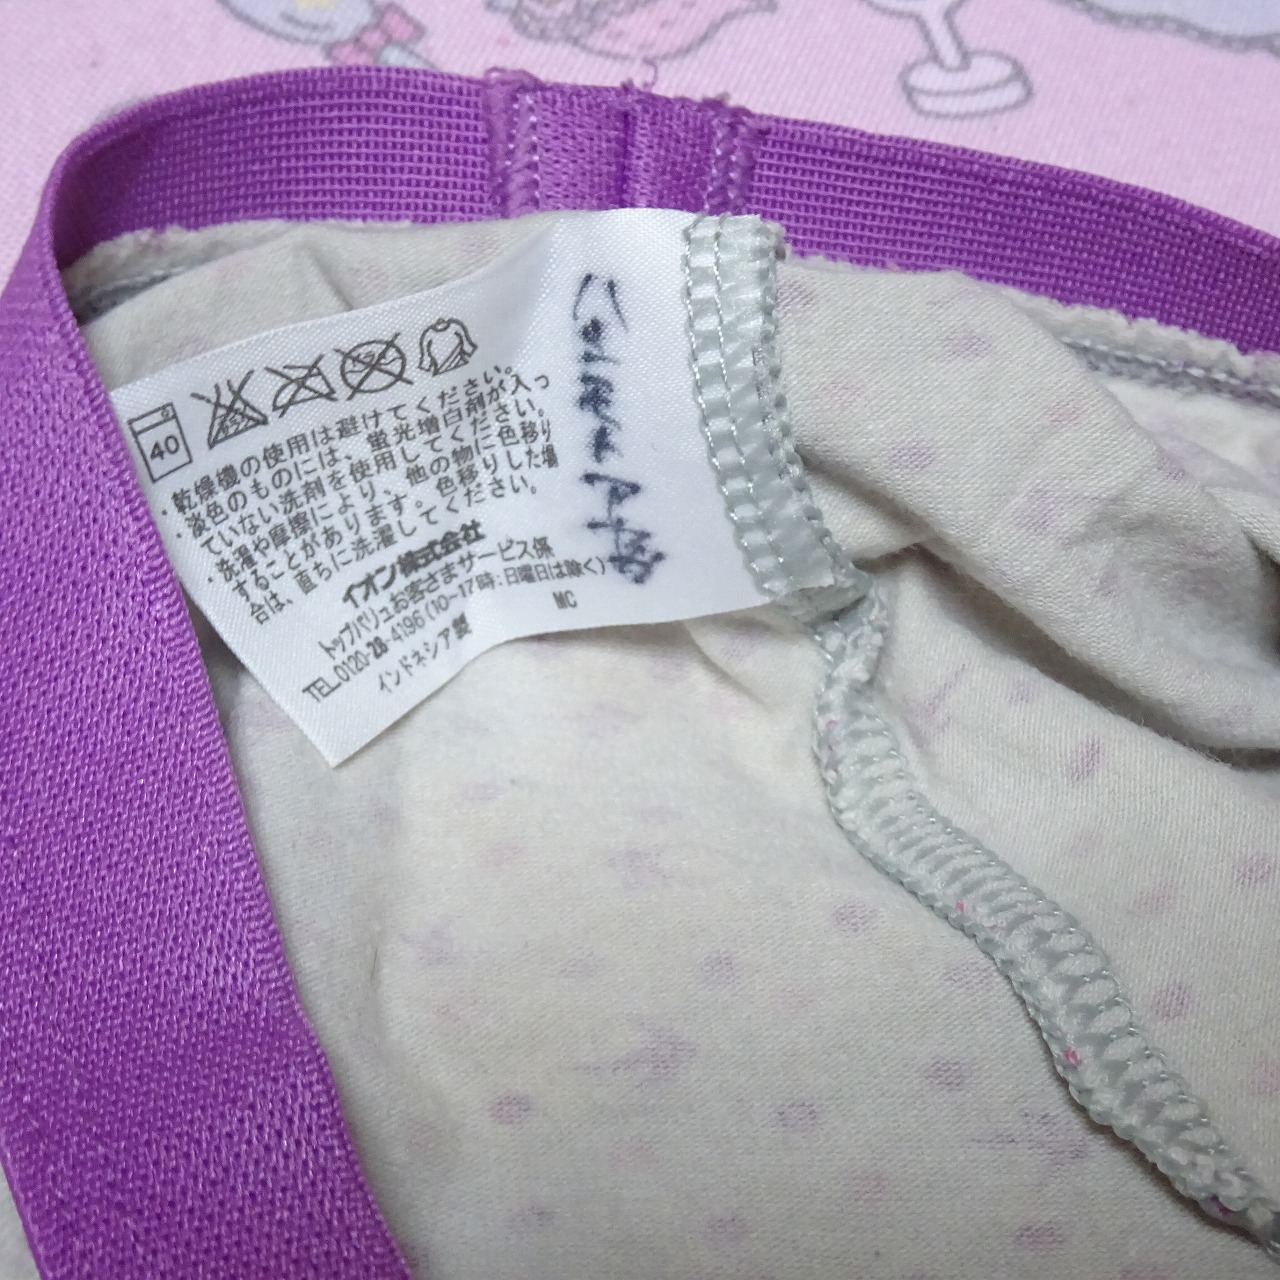 40
・乾燥機の使用は避けてください。
・淡色のものには、蛍光増白剤が入っ
ていない洗剤を使用してください。
・洗濯や摩擦により、他の物に色移り
することがあります。色移りした場
合は、直ちに洗濯してください。
イオン株式会社
トップバリュお客さまサービス係
TEL.0120-28-4196(10-17時:日曜日は除く)
インドネシア製
MC